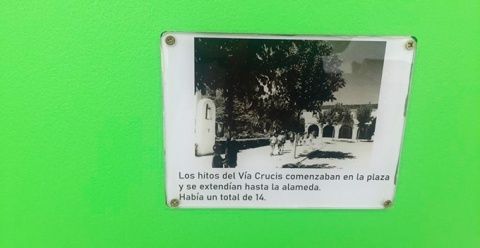 Los hitos del Vía Crucis comenzaban en la plaza
y se extendían hasta la alameda.
Había un total de 14.